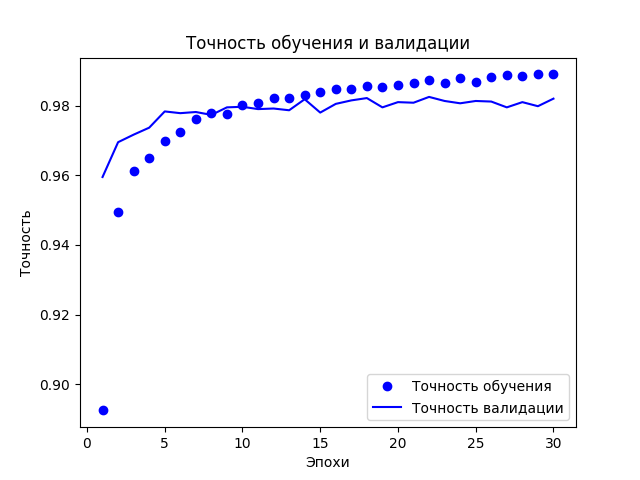 Точность обучения и валидации
Точность
0.98
0.96
0.94
0.92
0.90
Точность обучения
Точность валидации
0 5 10 15 20 25 30
Эпохи